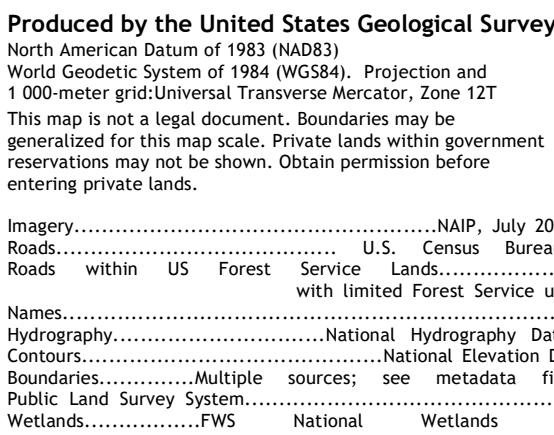 Produced by the United States Geological Survey
North American Datum of 1983 (NAD83)
World Geodetic System of 1984 (WGS84). Projection and
1 000-meter grid:Universal Transverse Mercator, Zone 12T
This map is not a legal document. Boundaries may be
generalized for this map scale. Private lands within government
reservations may not be shown. Obtain permission before
entering private lands.
Imagery.....................................................NAIP, July 20
Roads......................................... U.S. Census Burea
Roads within US Forest Service Lands.................
with limited Forest Service u
Names........................................................................
Hydrography...............................National Hydrography Dat
Contours............................................National Elevation D
Boundaries..............Multiple sources; see metadata fi
Public Land Survey System.............................................
Wetlands.................FWS National Wetlands